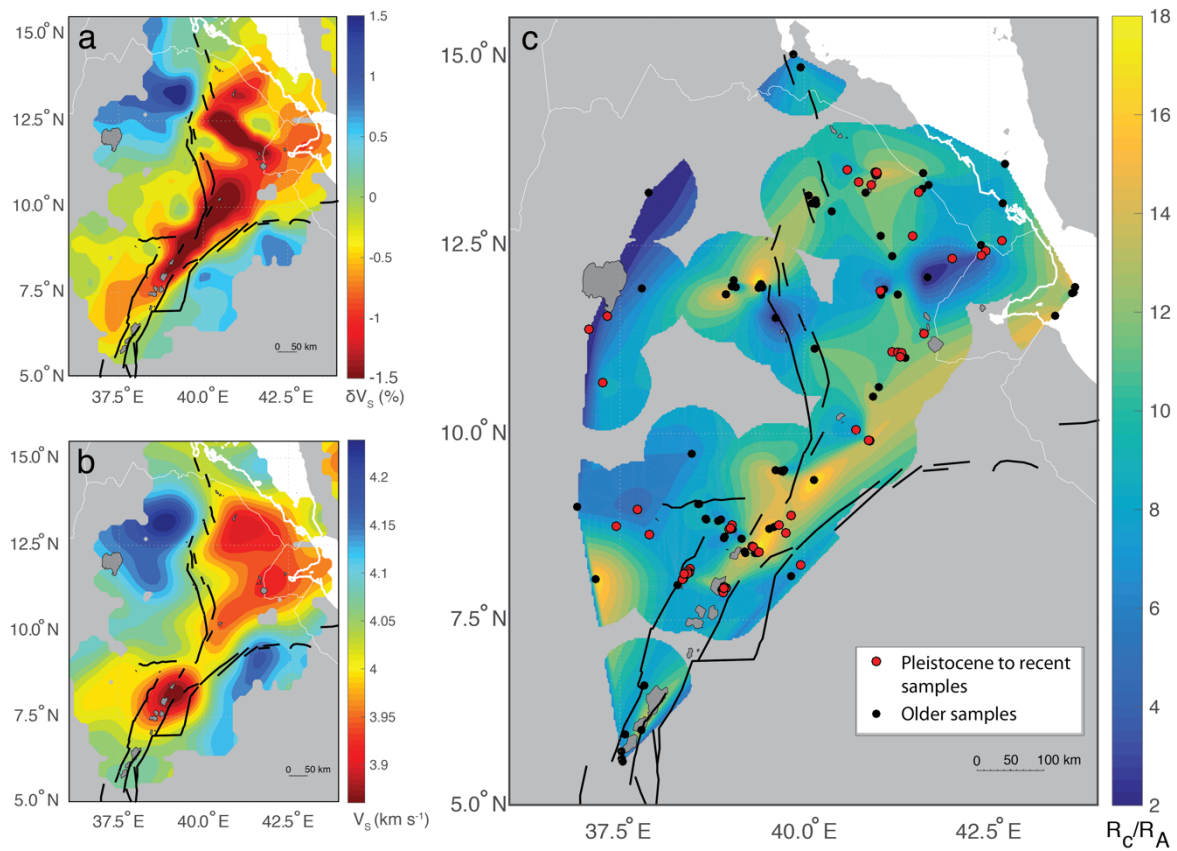 a
15.0° N
12.5° N
10.0° N
7.5° N
5.0° N
37.5° E
40.0° E
42.5° E
0 50 km
1.5
1
0.5
0
-0.5
-1
-1.5
δVS (%)
b
15.0° N
12.5° N
10.0° N
7.5° N
5.0° N
37.5° E
40.0° E
42.5° E
0 50 km
4.2
4.15
4.1
4.05
4
3.95
3.9
VS (km s-1)
c
15.0° N
12.5° N
10.0° N
7.5° N
5.0° N
37.5° E
40.0° E
42.5° E
Pleistocene to recent
samples
Older samples
0 50 100 km
18
16
14
12
10
8
6
4
2
RC/RA